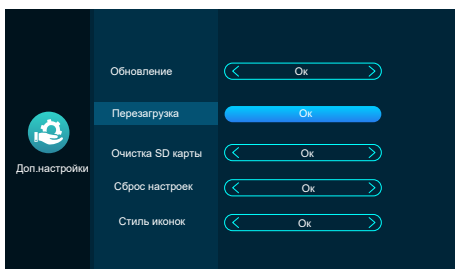 Обновление Ок
Перезагрузка Ок
Очистка SD карты Ок
Доп.настройки
Сброс настроек Ок
Стиль иконок Ок